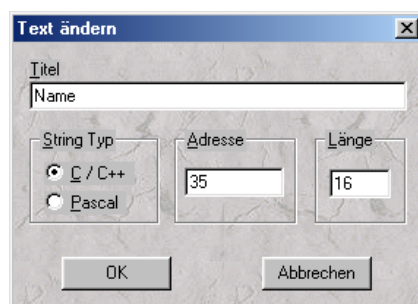 Text ändern
Titel
Name
String Typ
C / C++
Pascal
Adresse
35
Länge
16
OK
Abbrechen